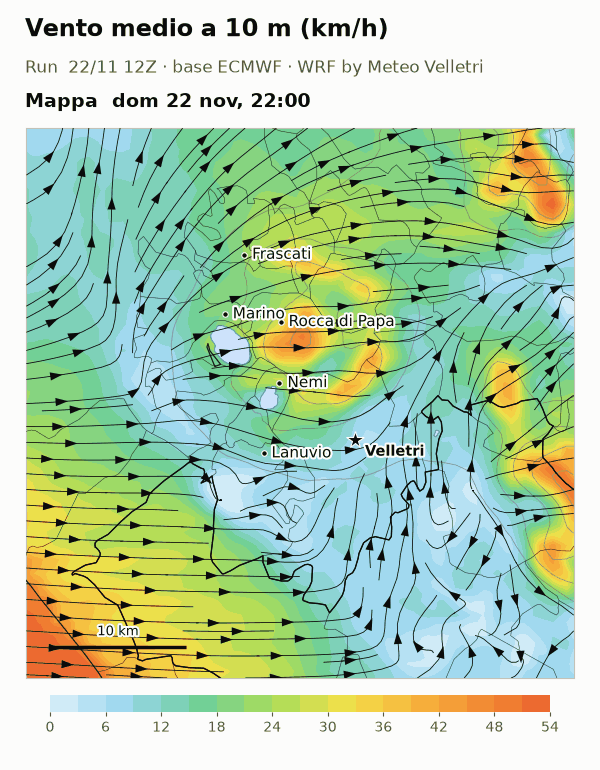 Vento medio a 10 m (km/h)
Run  22/11 12Z · base ECMWF · WRF by Meteo Velletri
Mappa  dom 22 nov, 22:00
Frascati
Marino
Rocca di Papa
Nemi
Velletri
Lanuvio
10 km
0 6 12 18 24 30 36 42 48 54